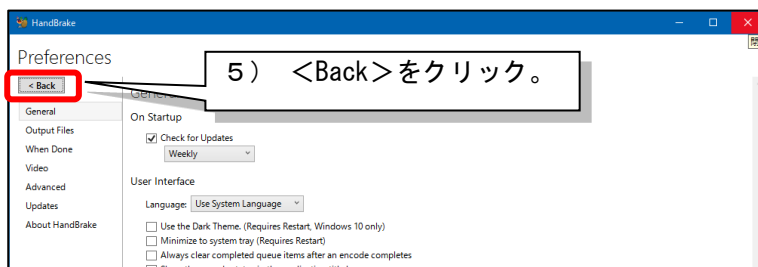 HandBrake
Preferences
５） <Back>をクリック。
< Back
General
Output Files
When Done
Video
Advanced
Updates
About HandBrake
On Startup
Check for Updates
Weekly
User Interface
Language: Use System Language
Use the Dark Theme. (Requires Restart, Windows 10 only)
Minimize to system tray (Requires Restart)
Always clear completed queue items after an encode completes